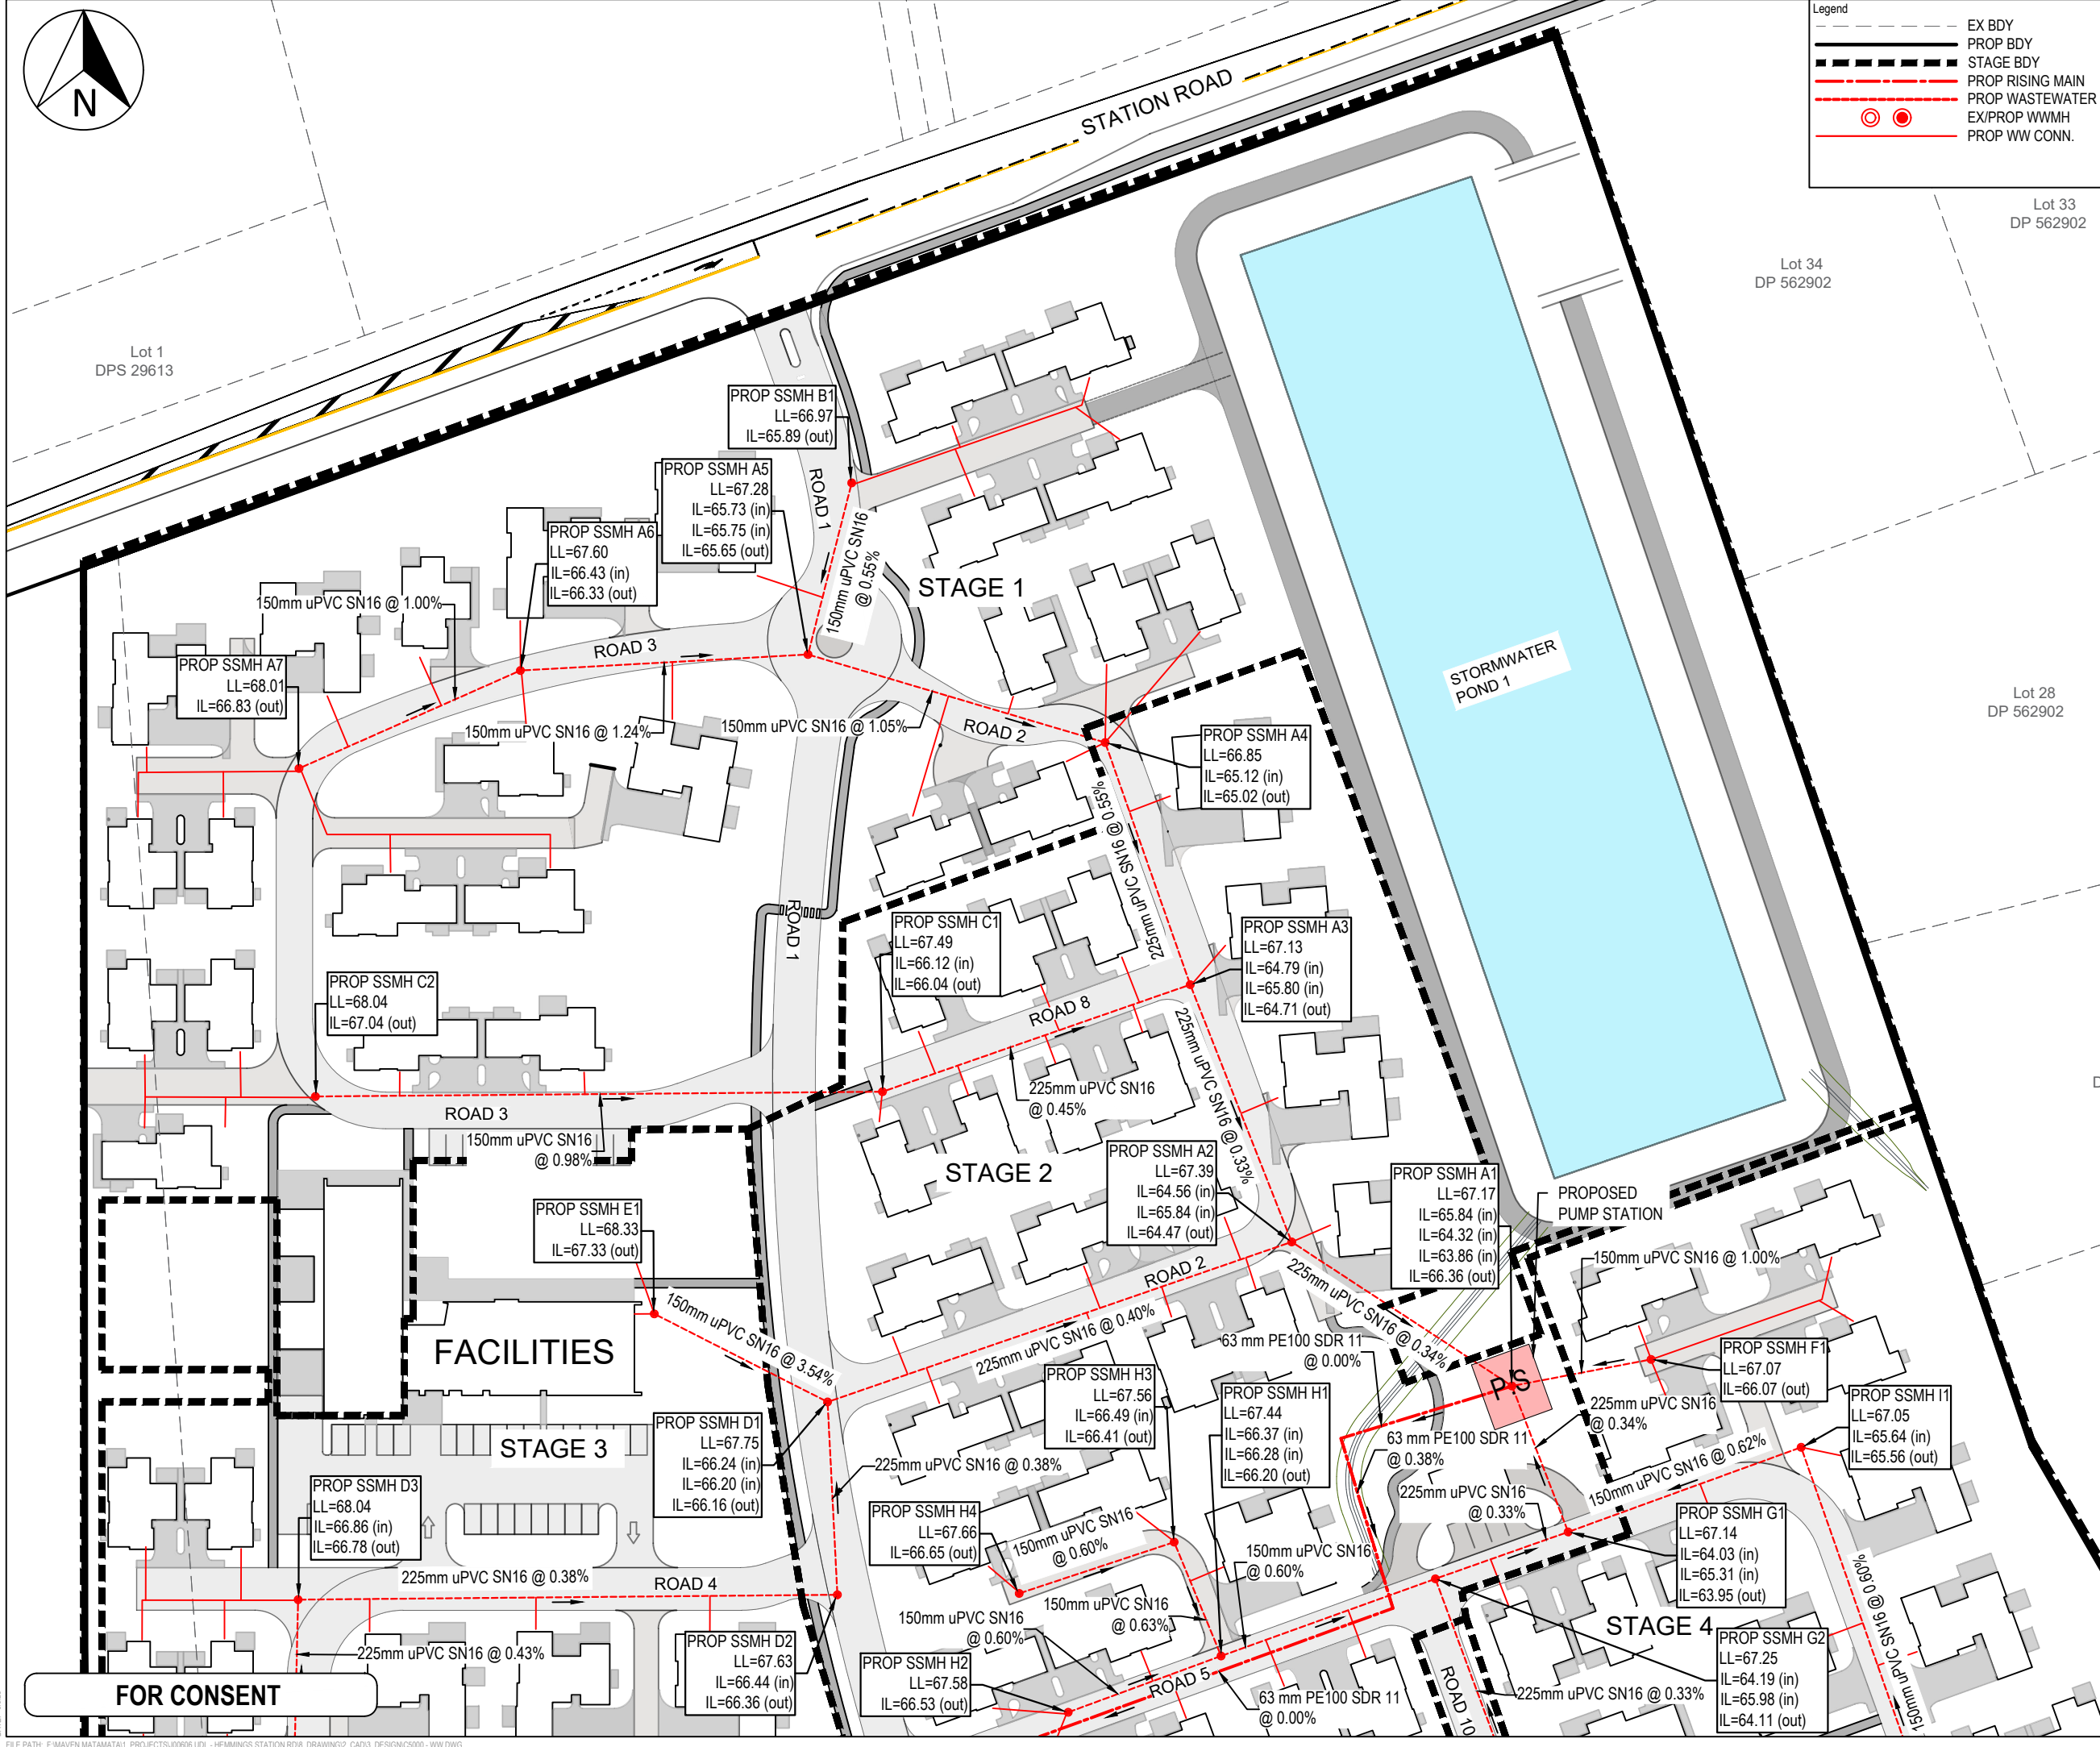 N
Legend
EX BDY
PROP BDY
STAGE BDY
PROP RISING MAIN
PROP WASTEWATER
EX/PROP WWMH
PROP WW CONN.
STATION ROAD
Lot 33
DP 562902
Lot 34
DP 562902
Lot 28
DP 562902
Lot 1
DPS 29613
STORMWATER
POND 1
PROP SSMH B1
LL=66.97
IL=65.89 (out)
PROP SSMH A5
LL=67.28
IL=65.73 (in)
IL=65.75 (in)
IL=65.65 (out)
ROAD 1
150mm uPVC SN16
@ 0.55%
PROP SSMH A6
LL=67.60
IL=66.43 (in)
IL=66.33 (out)
STAGE 1
150mm uPVC SN16 @ 1.00%
ROAD 3
PROP SSMH A7
LL=68.01
IL=66.83 (out)
150mm uPVC SN16 @ 1.24%
150mm uPVC SN16 @ 1.05%
ROAD 2
PROP SSMH A4
LL=66.85
IL=65.12 (in)
IL=65.02 (out)
225mm uPVC SN16 @ 0.55%
ROAD 1
PROP SSMH C1
LL=67.49
IL=66.12 (in)
IL=66.04 (out)
PROP SSMH A3
LL=67.13
IL=64.79 (in)
IL=65.80 (in)
IL=64.71 (out)
PROP SSMH C2
LL=68.04
IL=67.04 (out)
ROAD 8
225mm uPVC SN16
@ 0.45%
225mm uPVC SN16 @ 0.33%
ROAD 3
150mm uPVC SN16
@ 0.98%
STAGE 2
PROP SSMH A2
LL=67.39
IL=64.56 (in)
IL=65.84 (in)
IL=64.47 (out)
PROP SSMH A1
LL=67.17
IL=65.84 (in)
IL=64.32 (in)
IL=63.86 (in)
IL=66.36 (out)
PROPOSED
PUMP STATION
PROP SSMH E1
LL=68.33
IL=67.33 (out)
150mm uPVC SN16 @ 3.54%
FACILITIES
ROAD 2
225mm uPVC SN16 @ 0.40%
225mm uPVC SN16 @ 0.34%
150mm uPVC SN16 @ 1.00%
63 mm PE100 SDR 11
@ 0.00%
PS
PROP SSMH F1
LL=67.07
IL=66.07 (out)
PROP SSMH H3
LL=67.56
IL=66.49 (in)
IL=66.41 (out)
PROP SSMH H1
LL=67.44
IL=66.37 (in)
IL=66.28 (in)
IL=66.20 (out)
225mm uPVC SN16
@ 0.34%
PROP SSMH I1
LL=67.05
IL=65.64 (in)
IL=65.56 (out)
STAGE 3
PROP SSMH D1
LL=67.75
IL=66.24 (in)
IL=66.20 (in)
IL=66.16 (out)
225mm uPVC SN16 @ 0.38%
63 mm PE100 SDR 11
@ 0.38%
150mm uPVC SN16 @ 0.62%
225mm uPVC SN16
@ 0.33%
PROP SSMH D3
LL=68.04
IL=66.86 (in)
IL=66.78 (out)
PROP SSMH H4
LL=67.66
IL=66.65 (out)
150mm uPVC SN16
@ 0.60%
150mm uPVC SN16
@ 0.60%
PROP SSMH G1
LL=67.14
IL=64.03 (in)
IL=65.31 (in)
IL=63.95 (out)
225mm uPVC SN16 @ 0.38%
ROAD 4
150mm uPVC SN16
@ 0.63%
150mm uPVC SN16
@ 0.60%
150mm uPVC SN16 @ 0.60%
STAGE 4
225mm uPVC SN16 @ 0.43%
PROP SSMH D2
LL=67.63
IL=66.44 (in)
IL=66.36 (out)
PROP SSMH H2
LL=67.58
IL=66.53 (out)
ROAD 5
63 mm PE100 SDR 11
@ 0.00%
ROAD 10
225mm uPVC SN16 @ 0.33%
PROP SSMH G2
LL=67.25
IL=64.19 (in)
IL=65.98 (in)
IL=64.11 (out)
FOR CONSENT